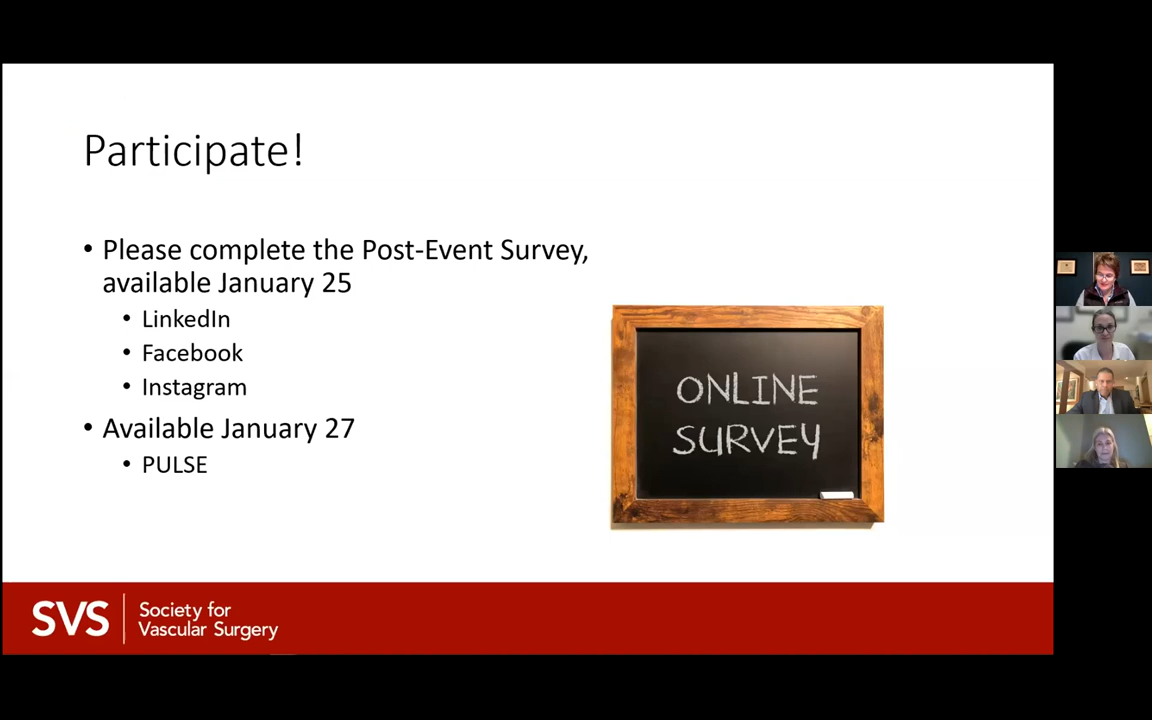 Participate!
• Please complete the Post-Event Survey,
available January 25
• LinkedIn
• Facebook
• Instagram
• Available January 27
• PULSE
ONLINE
SURVEY
SVS
Society for
Vascular Surgery